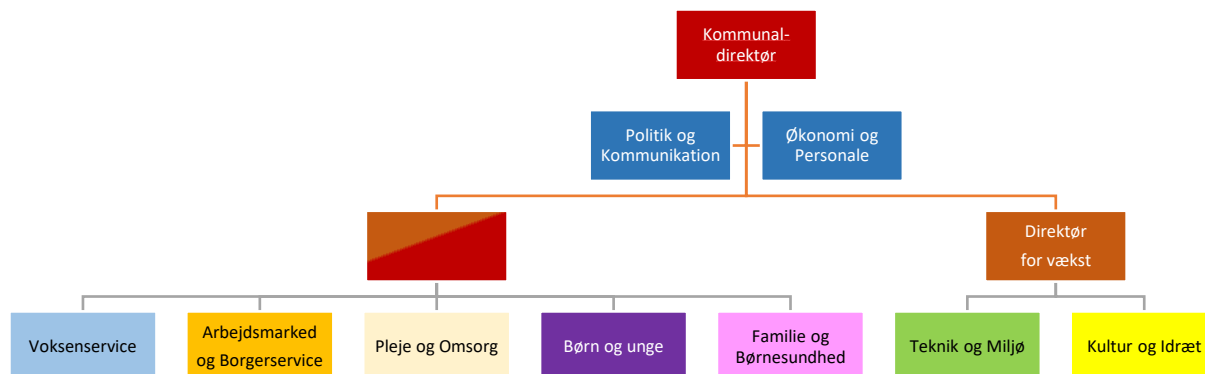 Kommunal-
direktør
Politik og
Kommunikation
Økonomi og
Personale
Direktør
for vækst
Voksenservice
Arbejdsmarked
og Borgerservice
Pleje og Omsorg
Børn og unge
Familie og
Børnesundhed
Teknik og Miljø
Kultur og Idræt